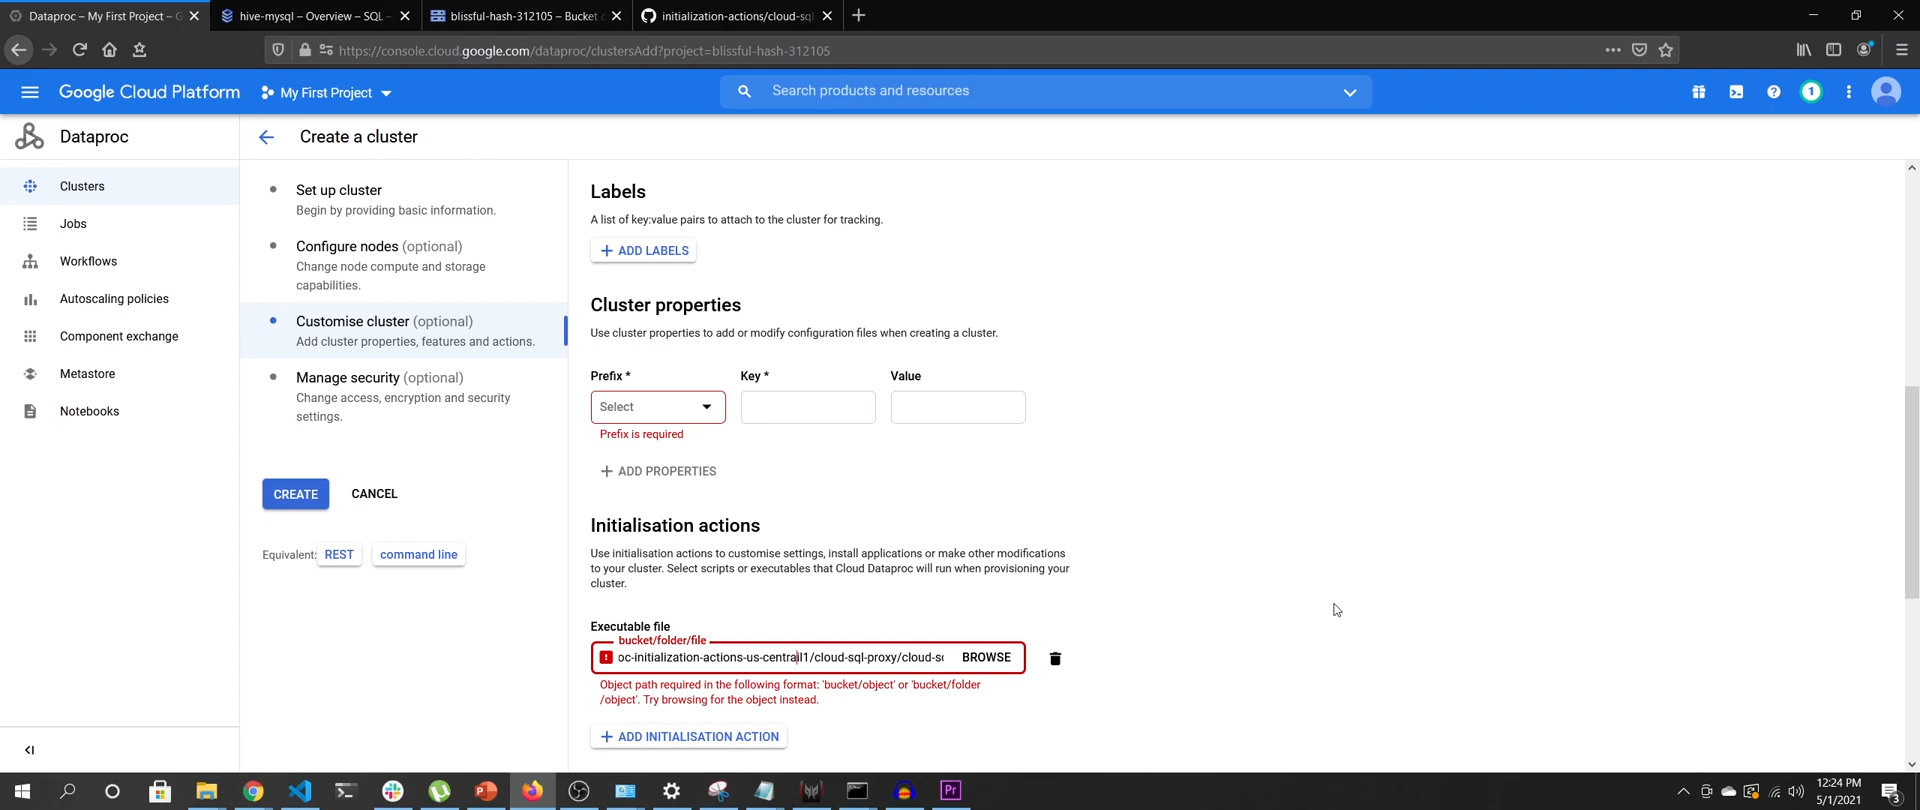 Dataproc – My First Project – G
hive-mysql – Overview – SQL –
blissful-hash-312105 – Bucket
initialization-actions/cloud-sql
https://console.cloud.google.com/dataproc/clustersAdd?project=blissful-hash-312105
Google Cloud Platform
My First Project
Search products and resources
1
Dataproc
Create a cluster
Clusters
Jobs
Workflows
Autoscaling policies
Component exchange
Metastore
Notebooks
Set up cluster
Begin by providing basic information.
Configure nodes (optional)
Change node compute and storage
capabilities.
Customise cluster (optional)
Add cluster properties, features and actions.
Manage security (optional)
Change access, encryption and security
settings.
CREATE
CANCEL
Equivalent: REST command line
Labels
A list of key:value pairs to attach to the cluster for tracking.
+ ADD LABELS
Cluster properties
Use cluster properties to add or modify configuration files when creating a cluster.
Prefix * Key * Value
Select
Prefix is required
+ ADD PROPERTIES
Initialisation actions
Use initialisation actions to customise settings, install applications or make other modifications
to your cluster. Select scripts or executables that Cloud Dataproc will run when provisioning your
cluster.
Executable file
bucket/folder/file
oc-initialization-actions-us-centrail1/cloud-sql-proxy/cloud-s
BROWSE
Object path required in the following format: 'bucket/object' or 'bucket/folder
/object'. Try browsing for the object instead.
+ ADD INITIALISATION ACTION
Pr
12:24 PM
5/1/2021
3